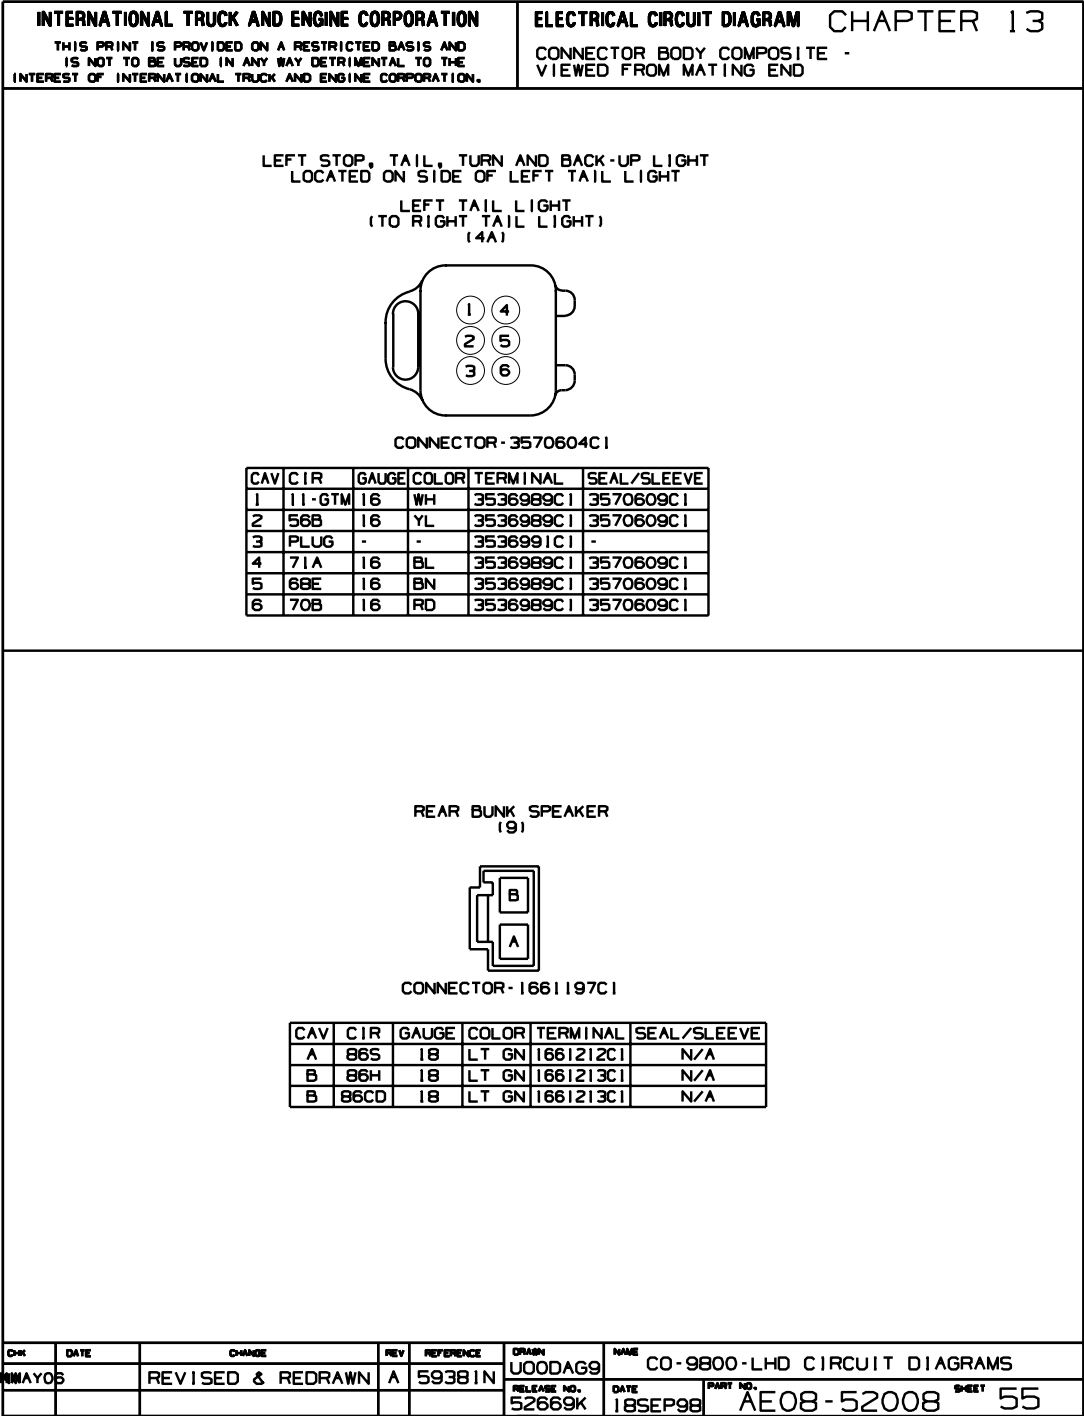 INTERNATIONAL TRUCK AND ENGINE CORPORATION
THIS PRINT IS PROVIDED ON A RESTRICTED BASIS AND
IS NOT TO BE USED IN ANY WAY DETRIMENTAL TO THE
INTEREST OF INTERNATIONAL TRUCK AND ENGINE CORPORATION.
ELECTRICAL CIRCUIT DIAGRAM CHAPTER 13
CONNECTOR BODY COMPOSITE -
VIEWED FROM MATING END
LEFT STOP, TAIL, TURN AND BACK-UP LIGHT
LOCATED ON SIDE OF LEFT TAIL LIGHT
LEFT TAIL LIGHT
(TO RIGHT TAIL LIGHT)
(4A)
1 4
2 5
3 6
CONNECTOR-3570604C1
CAV CIR GAUGE COLOR TERMINAL SEAL/SLEEVE
1 11-GTM 16 WH 3536989C1 3570609C1
2 56B 16 YL 3536989C1 3570609C1
3 PLUG - - 3536991C1 -
4 71A 16 BL 3536989C1 3570609C1
5 68E 16 BN 3536989C1 3570609C1
6 70B 16 RD 3536989C1 3570609C1
REAR BUNK SPEAKER
(9)
B
A
CONNECTOR-1661197C1
CAV CIR GAUGE COLOR TERMINAL SEAL/SLEEVE
A 86S 18 LT GN 1661212C1 N/A
B 86H 18 LT GN 1661213C1 N/A
B 86CD 18 LT GN 1661213C1 N/A
CHK DATE CHANGE REV REFERENCE
REVISED & REDRAWN A 59381N
DRAWN
U00DAG9
NAME
CO-9800-LHD CIRCUIT DIAGRAMS
RELEASE NO.
52669K
DATE
18SEP98
PART NO.
AE08-52008
SHEET 55